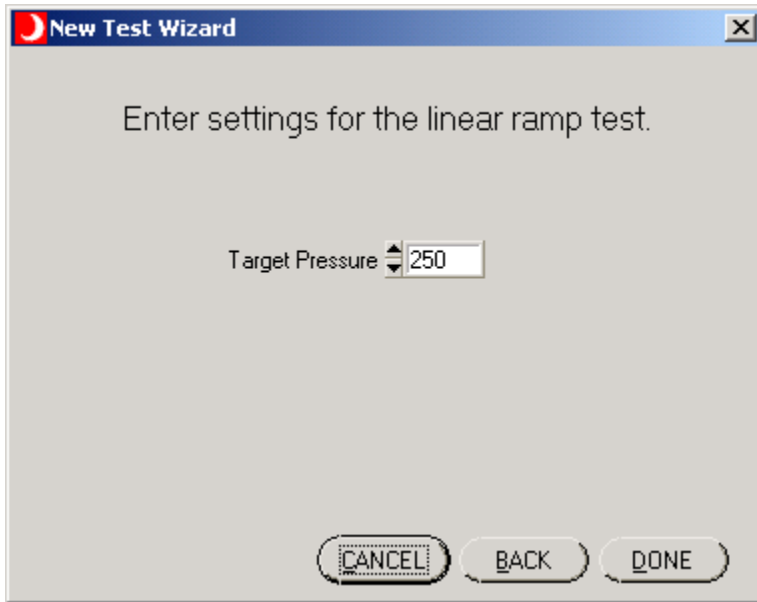 New Test Wizard
Enter settings for the linear ramp test.
Target Pressure 250
CANCEL BACK DONE